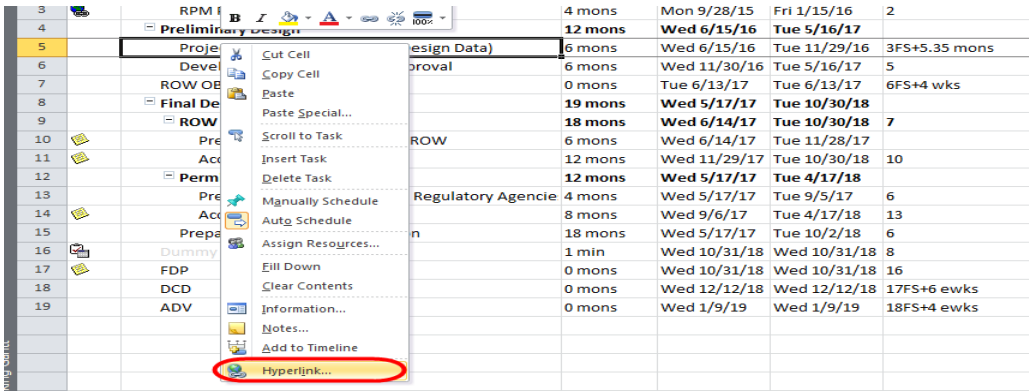 3 RPM 4 mons Mon 9/28/15 Fri 1/15/16 2
B I A 100%
4 Preliminary Design 12 mons Wed 6/15/16 Tue 5/16/17
5 Proje esign Data) 6 mons Wed 6/15/16 Tue 11/29/16 3FS+5.35 mons
Cut Cell
6 Devel proval 6 mons Wed 11/30/16 Tue 5/16/17 5
Copy Cell
7 ROW OB 0 mons Tue 6/13/17 Tue 6/13/17 6FS+4 wks
Paste
8 Final De 19 mons Wed 5/17/17 Tue 10/30/18
Paste Special...
9 ROW 18 mons Wed 6/14/17 Tue 10/30/18 7
Scroll to Task
10 Pre ROW 6 mons Wed 6/14/17 Tue 11/28/17
Insert Task
11 Acc 12 mons Wed 11/29/17 Tue 10/30/18 10
Delete Task
12 Perm 12 mons Wed 5/17/17 Tue 4/17/18
Manually Schedule
13 Pre Regulatory Agencie 4 mons Wed 5/17/17 Tue 9/5/17 6
Auto Schedule
14 Acc 8 mons Wed 9/6/17 Tue 4/17/18 13
15 Prepa n 18 mons Wed 5/17/17 Tue 10/2/18 6
Assign Resources...
16 Dummy 1 min Wed 10/31/18 Wed 10/31/18 8
Fill Down
17 FDP 0 mons Wed 10/31/18 Wed 10/31/18 16
Clear Contents
18 DCD 0 mons Wed 12/12/18 Wed 12/12/18 17FS+6 ewks
Information...
19 ADV 0 mons Wed 1/9/19 Wed 1/9/19 18FS+4 ewks
Notes...
Add to Timeline
Hyperlink...